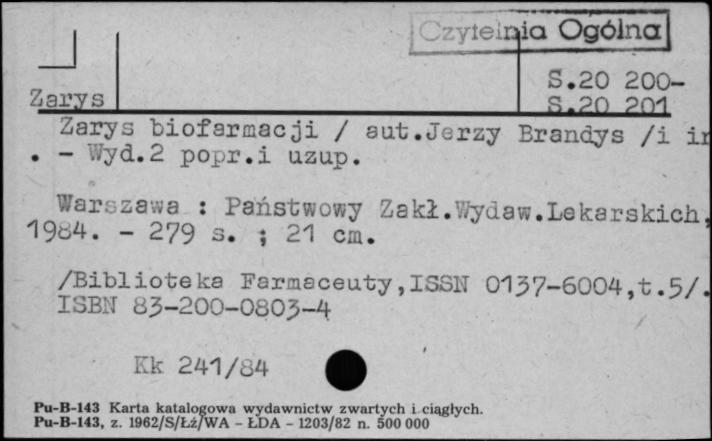 Czytelnia Ogólna
S.20 200-
Zarys S.20 201
Zarys biofarmacji / aut.Jerzy Brandys /i in
. - Wyd.2 popr.i uzup.
Warszawa : Państwowy Zakł.Wydaw.Lekarskich,
1984. - 279 s. ; 21 cm.
/Biblioteka Farmaceuty,ISSN 0137-6004,t.5/.
ISBN 83-200-0803-4
Kk 241/84
Pu-B-143 Karta katalogowa wydawnictw zwartych i ciągłych.
Pu-B-143, z. 1962/S/Łź/WA - ŁDA - 1203/82 n. 500 000